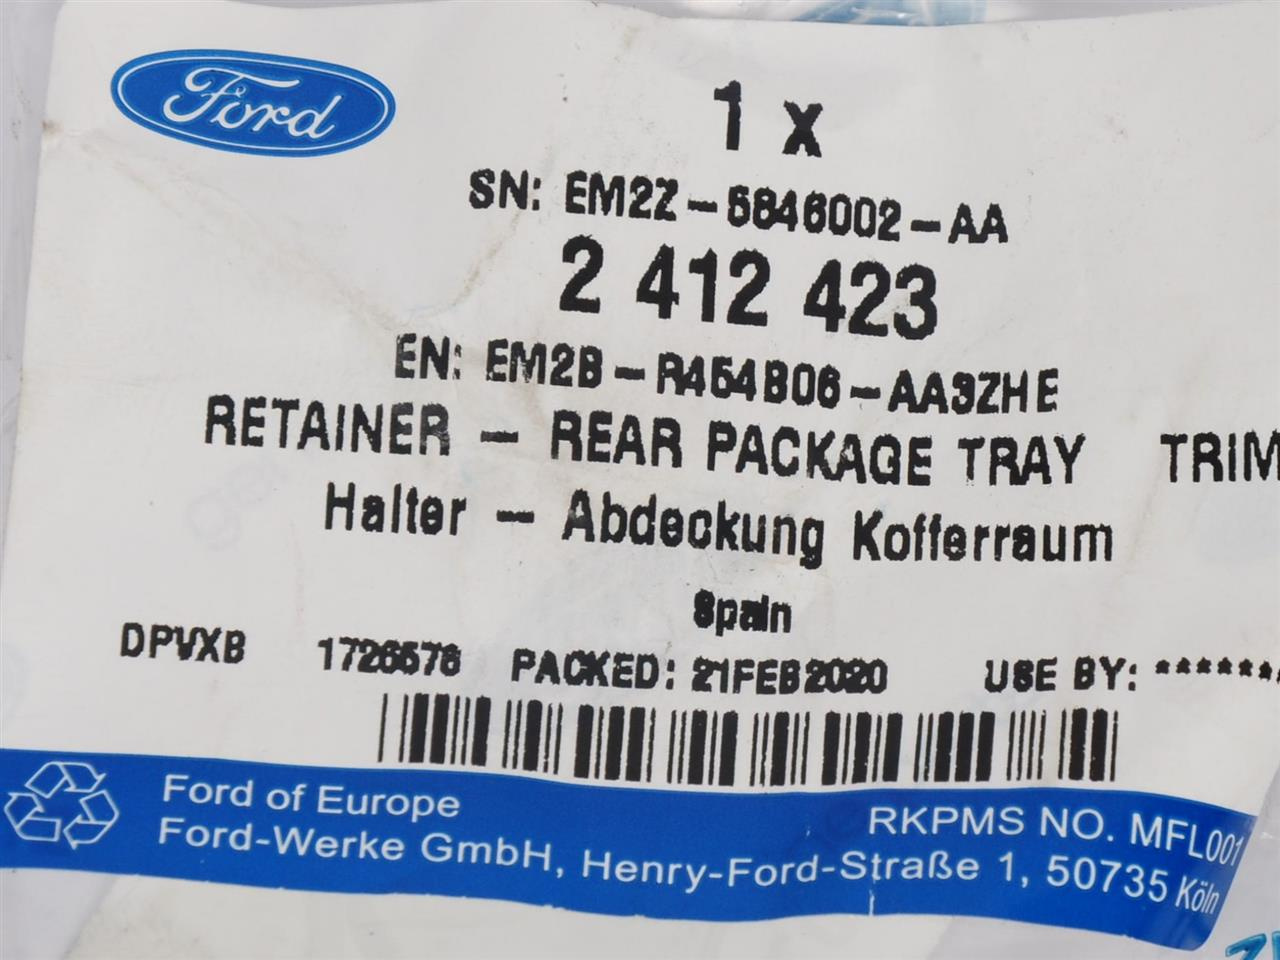 Ford
1 x
SN: EM2Z-5846002-AA
2 412 423
EN: EM2B-R454B06-AA3ZHE
RETAINER - REAR PACKAGE TRAY TRIM
Halter - Abdeckung Kofferraum
Spain
DPVXB 1726576 PACKED: 21FEB2020 USE BY: *******
Ford of Europe RKPMS NO. MFL001
Ford-Werke GmbH, Henry-Ford-Straße 1, 50735 Köln